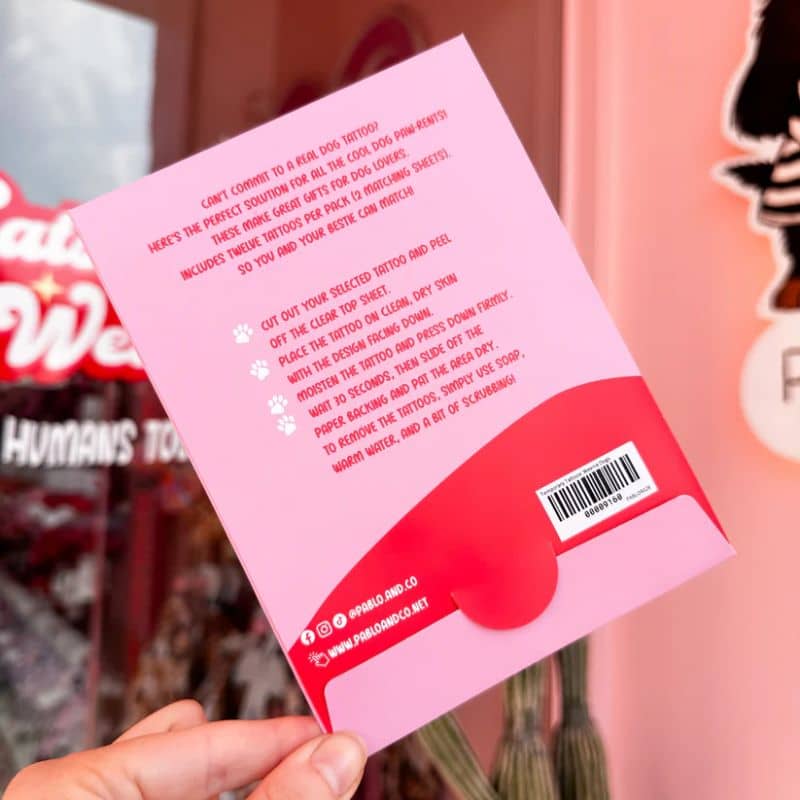 CAN'T COMMIT TO A REAL DOG TATTOO?
HERE'S THE PERFECT SOLUTION FOR ALL THE COOL DOG PAW-RENTS!
THESE MAKE GREAT GIFTS FOR DOG LOVERS.
INCLUDES TWELVE TATTOOS PER PACK (2 MATCHING SHEETS).
SO YOU AND YOUR BESTIE CAN MATCH!
CUT OUT YOUR SELECTED TATTOO AND PEEL
OFF THE CLEAR TOP SHEET.
PLACE THE TATTOO ON CLEAN, DRY SKIN
WITH THE DESIGN FACING DOWN.
MOISTEN THE TATTOO AND PRESS DOWN FIRMLY.
WAIT 30 SECONDS, THEN SLIDE OFF THE
PAPER BACKING AND PAT THE AREA DRY.
TO REMOVE THE TATTOOS, SIMPLY USE SOAP,
WARM WATER, AND A BIT OF SCRUBBING!
00009160
@PABLO.AND.CO
WWW.PABLOANDCO.NET
HUMANS